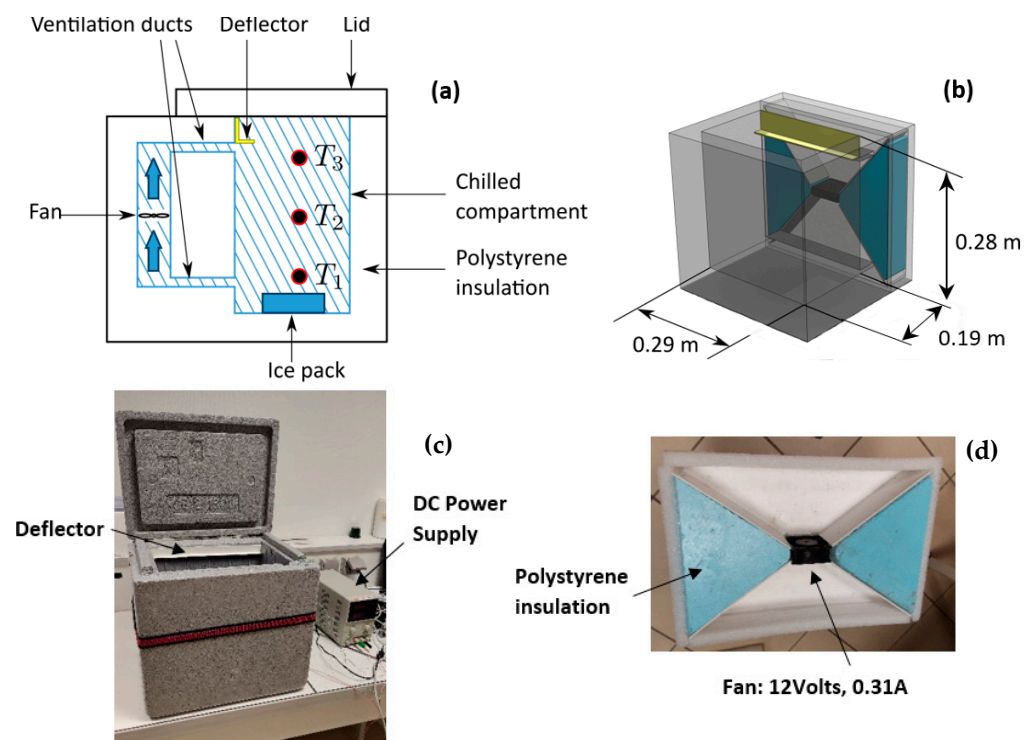 Ventilation ducts
Deflector
Lid
(a)
T3
T2
T1
Fan
Chilled
compartment
Polystyrene
insulation
Ice pack
(b)
0.28 m
0.19 m
0.29 m
(c)
Deflector
DC Power
Supply
(d)
Polystyrene
insulation
Fan: 12Volts, 0.31A